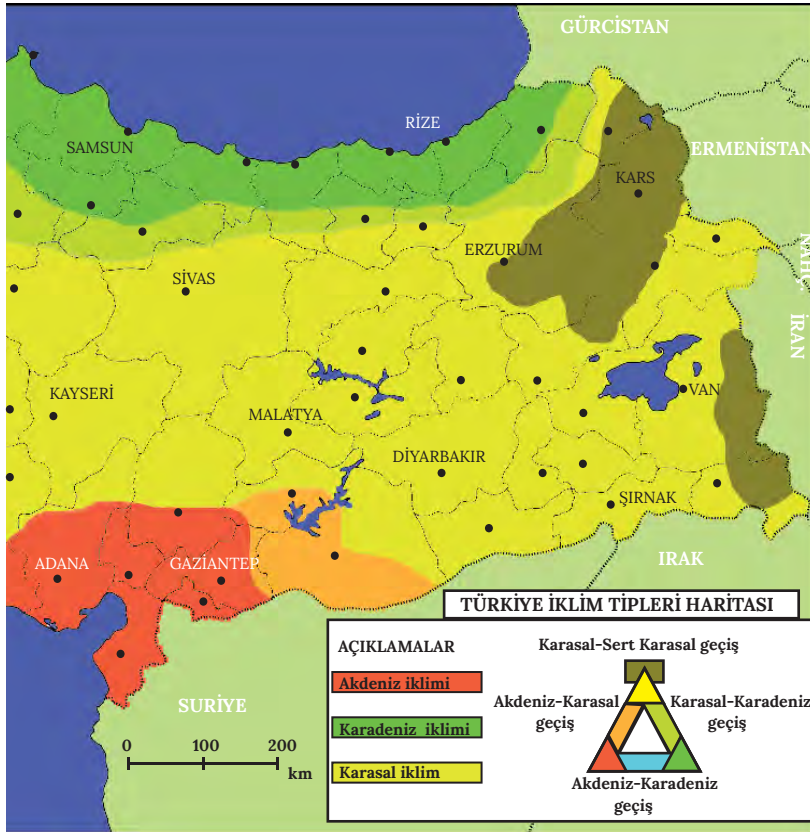 GÜRCİSTAN
RİZE
SAMSUN
ERMENİSTAN
KARS
ERZURUM
NAHÇ.
SİVAS
İRAN
KAYSERİ
VAN
MALATYA
DİYARBAKIR
ŞIRNAK
ADANA
GAZİANTEP
IRAK
TÜRKİYE İKLİM TİPLERİ HARİTASI
SURİYE
0 100 200
km
AÇIKLAMALAR
Akdeniz iklimi
Karadeniz iklimi
Karasal iklim
Karasal-Sert Karasal geçiş
Akdeniz-Karasal
geçiş
Karasal-Karadeniz
geçiş
Akdeniz-Karadeniz
geçiş